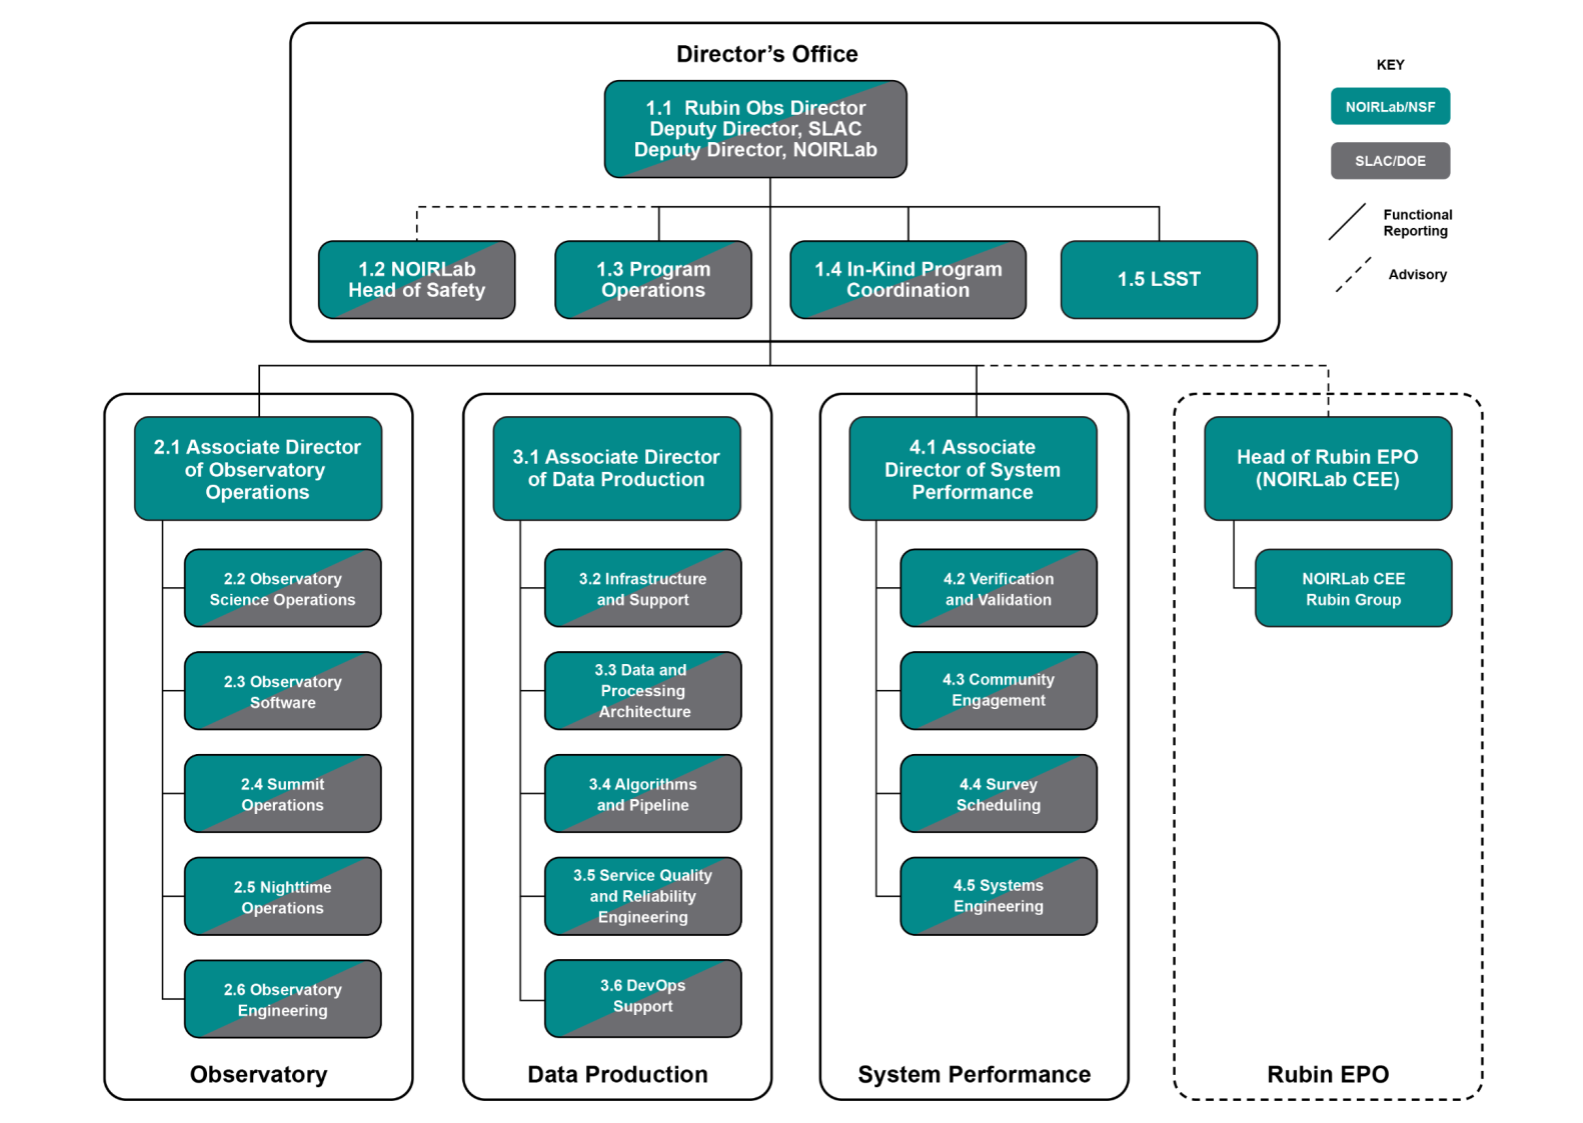 Director’s Office
1.1 Rubin Obs Director
Deputy Director, SLAC
Deputy Director, NOIRLab
KEY
NOIRLab/NSF
SLAC/DOE
Functional
Reporting
Advisory
1.2 NOIRLab
Head of Safety
1.3 Program
Operations
1.4 In-Kind Program
Coordination
1.5 LSST
2.1 Associate Director
of Observatory
Operations
2.2 Observatory
Science Operations
2.3 Observatory
Software
2.4 Summit
Operations
2.5 Nighttime
Operations
2.6 Observatory
Engineering
Observatory
3.1 Associate Director
of Data Production
3.2 Infrastructure
and Support
3.3 Data and
Processing
Architecture
3.4 Algorithms
and Pipeline
3.5 Service Quality
and Reliability
Engineering
3.6 DevOps
Support
Data Production
4.1 Associate
Director of System
Performance
4.2 Verification
and Validation
4.3 Community
Engagement
4.4 Survey
Scheduling
4.5 Systems
Engineering
System Performance
Head of Rubin EPO
(NOIRLab CEE)
NOIRLab CEE
Rubin Group
Rubin EPO